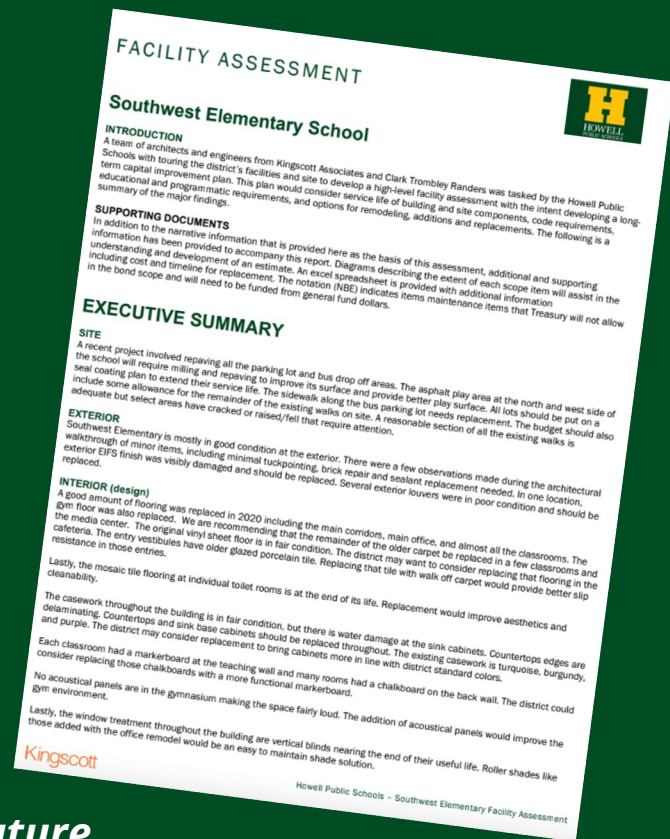 FACILITY ASSESSMENT
H
HOWELL
PUBLIC SCHOOLS
Southwest Elementary School
INTRODUCTION
A team of architects and engineers from Kingscott Associates and Clark Trombley Randers was tasked by the Howell Public
Schools with touring the district's facilities and site to develop a high-level facility assessment with the intent developing a long-
term capital improvement plan. This plan would consider service life of building and site components, code requirements,
educational and programmatic requirements, and options for remodeling, additions and replacements. The following is a
summary of the major findings.
SUPPORTING DOCUMENTS
In addition to the narrative information that is provided here as the basis of this assessment, additional and supporting
information has been provided to accompany this report. Diagrams describing the extent of each scope item will assist in the
understanding and development of an estimate. An excel spreadsheet is provided with additional information
including cost and timeline for replacement. The notation (NBE) indicates items maintenance items that Treasury will not allow
in the bond scope and will need to be funded from general fund dollars.
EXECUTIVE SUMMARY
SITE
A recent project involved repaving all the parking lot and bus drop off areas. The asphalt play area at the north and west side of
the school will require milling and repaving to improve its surface and provide better play surface. All lots should be put on a
seal coating plan to extend their service life. The sidewalk along the bus parking lot needs replacement. The budget should also
include some allowance for the remainder of the existing walks on site. A reasonable section of all the existing walks is
adequate but select areas have cracked or raised/fell that require attention.
EXTERIOR
Southwest Elementary is mostly in good condition at the exterior. There were a few observations made during the architectural
walkthrough of minor items, including minimal tuckpointing, brick repair and sealant replacement needed. In one location,
exterior EIFS finish was visibly damaged and should be replaced. Several exterior louvers were in poor condition and should be
replaced.
INTERIOR (design)
A good amount of flooring was replaced in 2020 including the main corridors, main office, and almost all the classrooms. The
gym floor was also replaced. We are recommending that the remainder of the older carpet be replaced in a few classrooms and
the media center. The original vinyl sheet floor is in fair condition. The district may want to consider replacing that flooring in the
cafeteria. The entry vestibules have older glazed porcelain tile. Replacing that tile with walk off carpet would provide better slip
resistance in those entries.
Lastly, the mosaic tile flooring at individual toilet rooms is at the end of its life. Replacement would improve aesthetics and
cleanability.
The casework throughout the building is in fair condition, but there is water damage at the sink cabinets. Countertops edges are
delaminating. Countertops and sink base cabinets should be replaced throughout. The existing casework is turquoise, burgundy,
and purple. The district may consider replacement to bring cabinets more in line with district standard colors.
Each classroom had a markerboard at the teaching wall and many rooms had a chalkboard on the back wall. The district could
consider replacing those chalkboards with a more functional markerboard.
No acoustical panels are in the gymnasium making the space fairly loud. The addition of acoustical panels would improve the
gym environment.
Lastly, the window treatment throughout the building are vertical blinds nearing the end of their useful life. Roller shades like
those added with the office remodel would be an easy to maintain shade solution.
Kingscott
Howell Public Schools – Southwest Elementary Facility Assessment